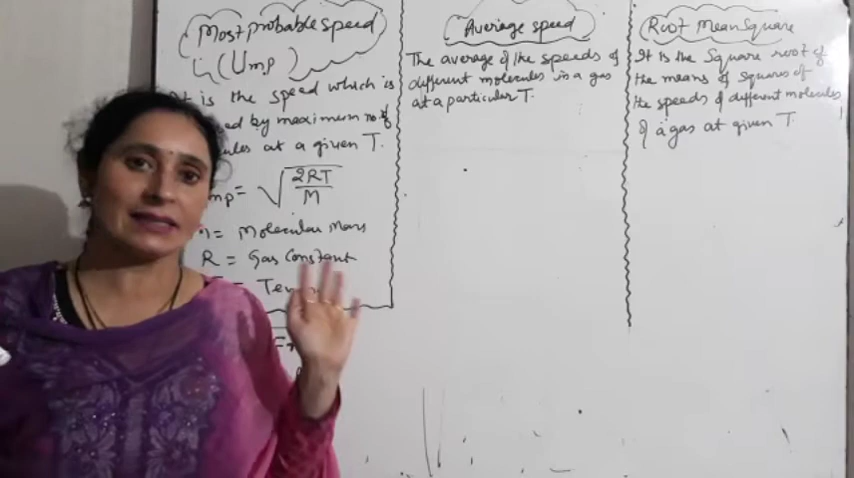 Most probable speed
(Ump)
It is the speed which is
by maximum no. of
at a given T.
mp = √2RT/M
= Molecular Mass
R = Gas Constant
Average speed
The average of the speeds of
different molecules in a gas
at a particular T.
Root Mean Square
It is the Square root of
the means of squares of
the speeds of different molecules
of a gas at given T